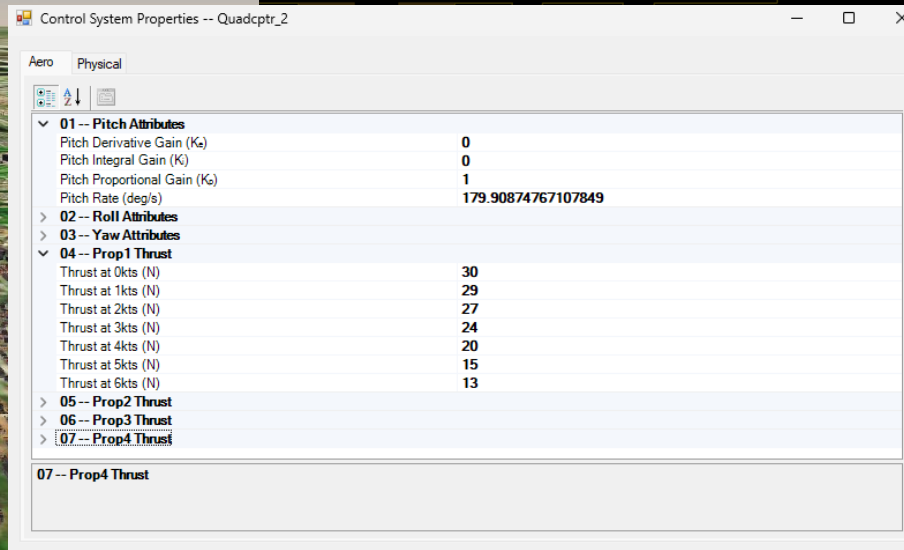 Control System Properties -- Quadcptr_2
Aero Physical
01 -- Pitch Attributes
Pitch Derivative Gain (Kₔ) 0
Pitch Integral Gain (Kᵢ) 0
Pitch Proportional Gain (Kₚ) 1
Pitch Rate (deg/s) 179.90874767107849
02 -- Roll Attributes
03 -- Yaw Attributes
04 -- Prop1 Thrust
Thrust at 0kts (N) 30
Thrust at 1kts (N) 29
Thrust at 2kts (N) 27
Thrust at 3kts (N) 24
Thrust at 4kts (N) 20
Thrust at 5kts (N) 15
Thrust at 6kts (N) 13
05 -- Prop2 Thrust
06 -- Prop3 Thrust
07 -- Prop4 Thrust
07 -- Prop4 Thrust